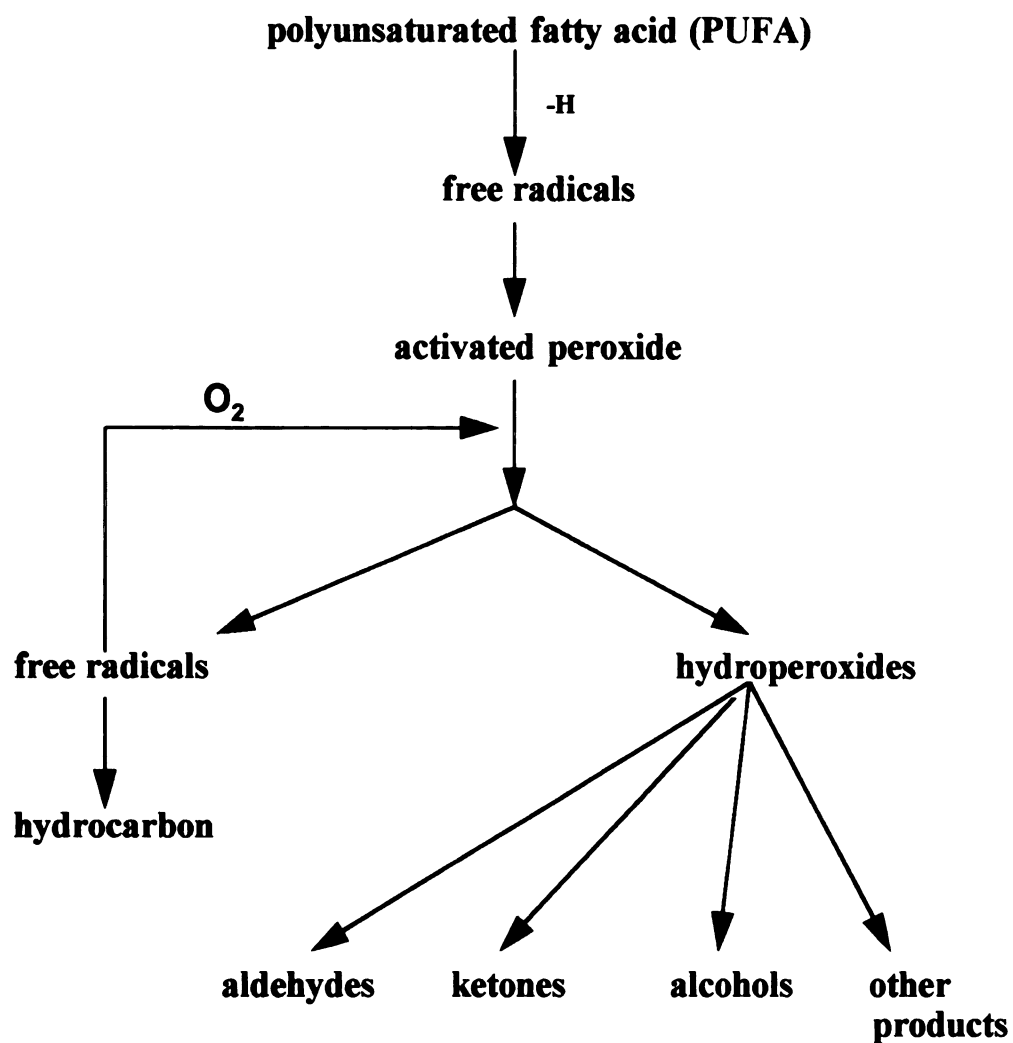 polyunsaturated fatty acid (PUFA)
-H
free radicals
activated peroxide
O₂
free radicals
hydroperoxides
hydrocarbon
aldehydes
ketones
alcohols
other
products